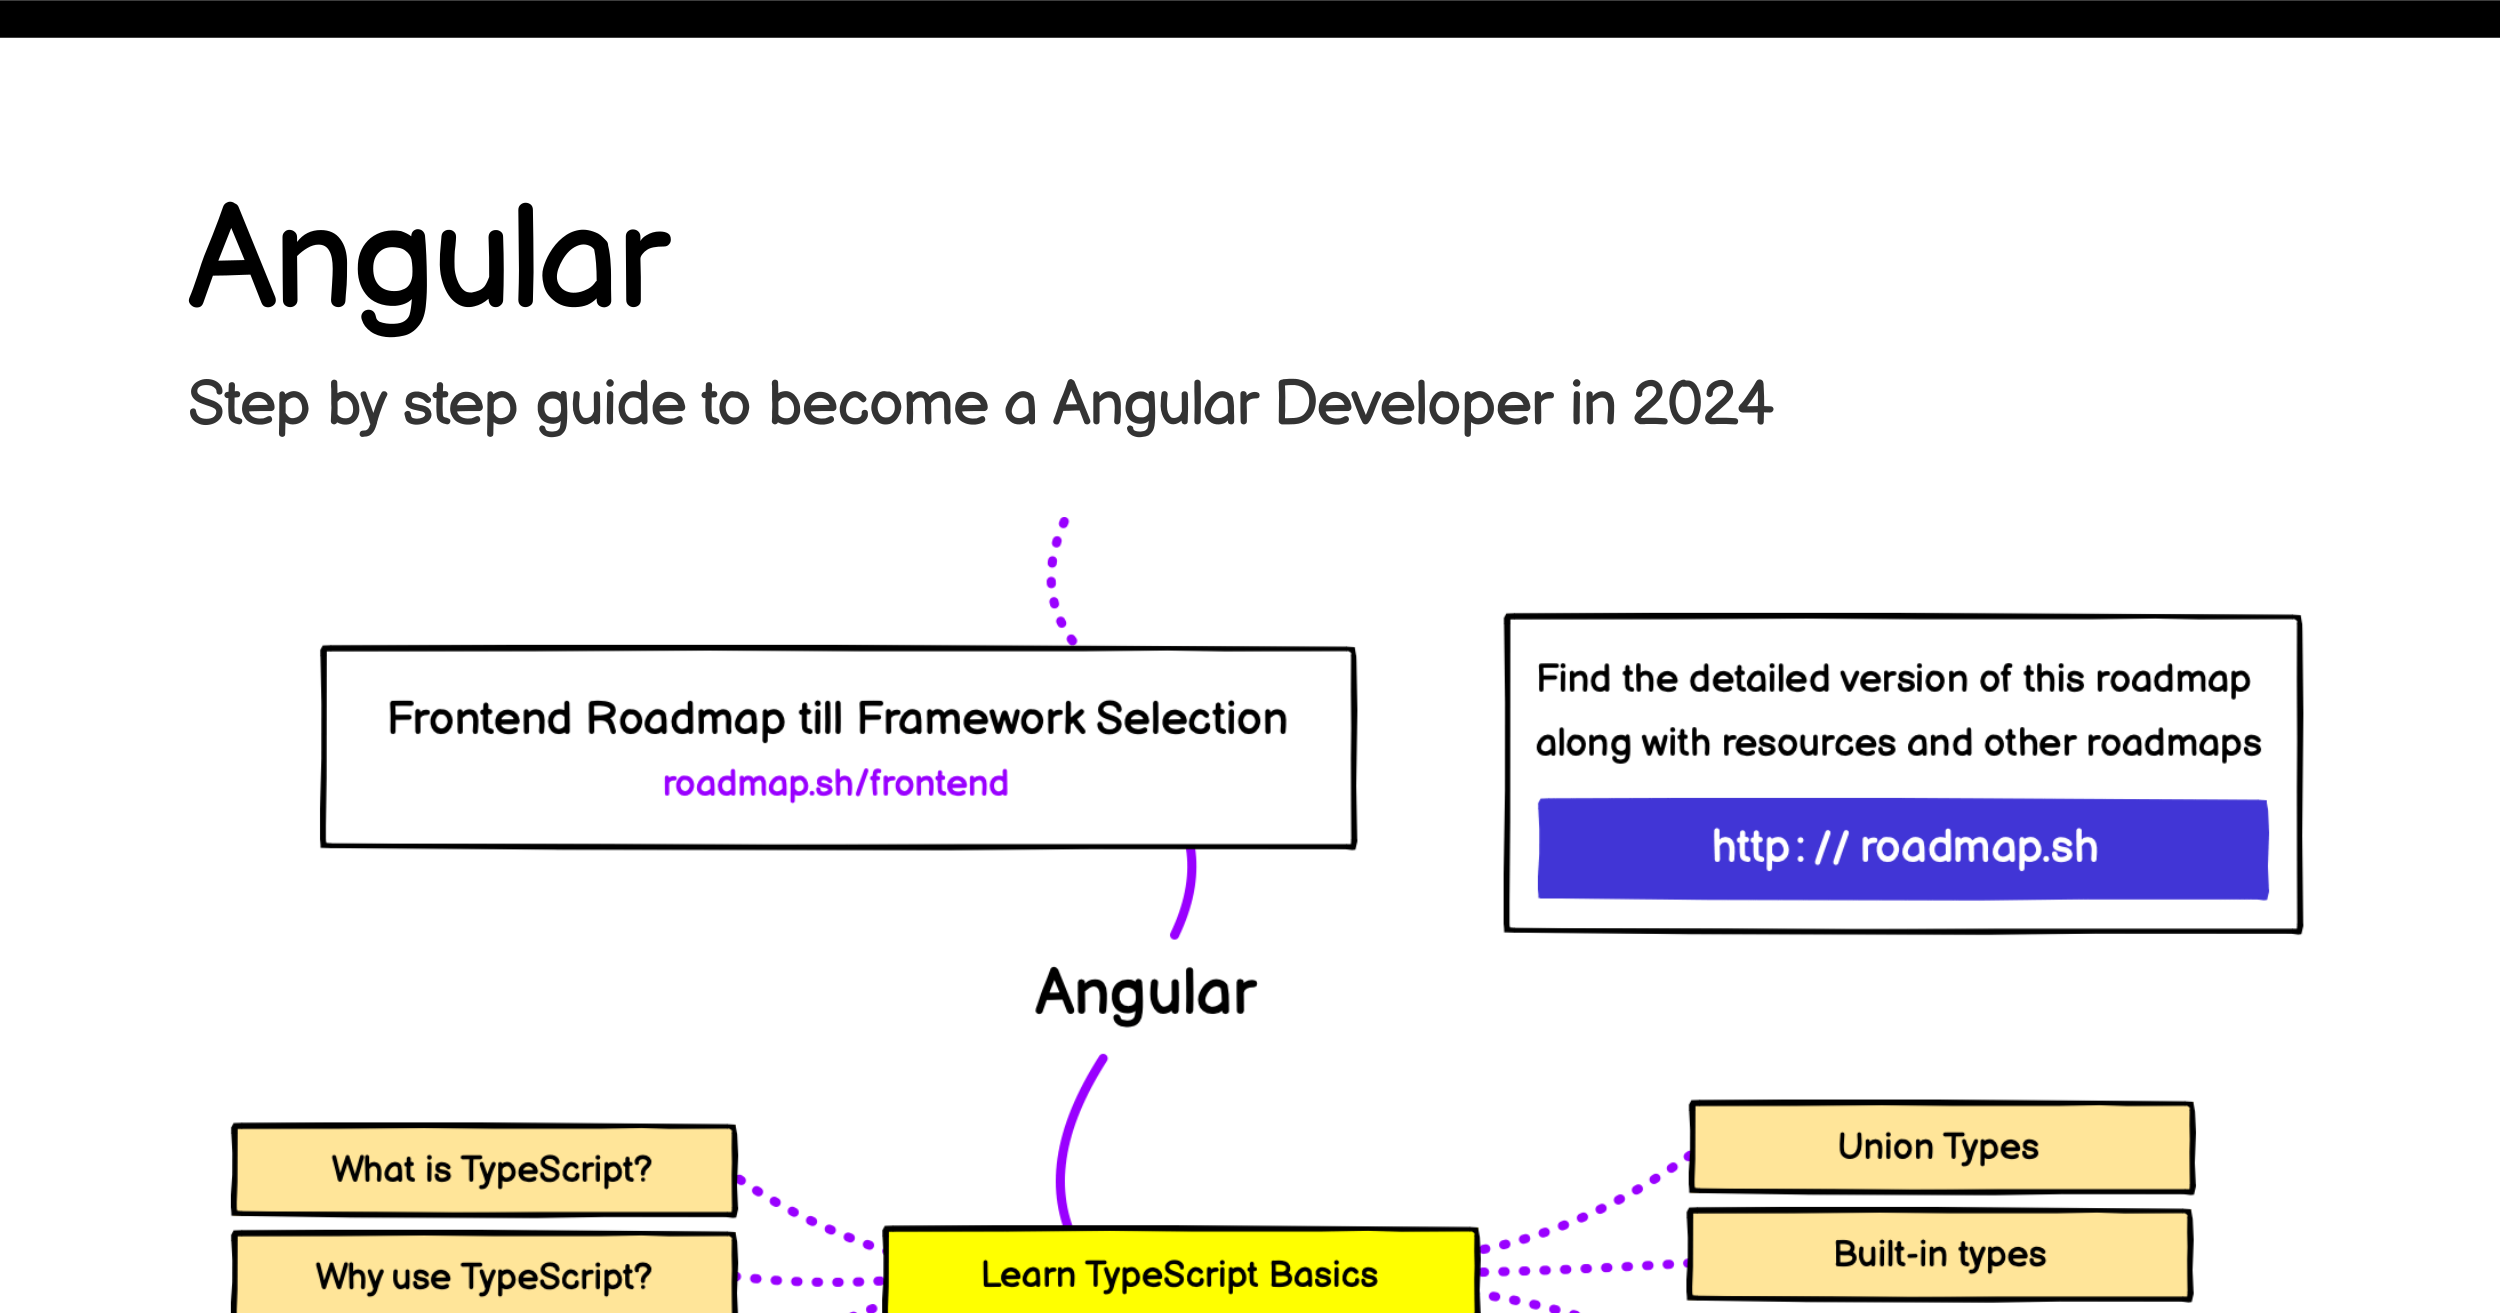 Angular
Step by step guide to become a Angular Developer in 2024
Frontend Roadmap till Framework Selection
roadmap.sh/frontend
Find the detailed version of this roadmap
along with resources and other roadmaps
http://roadmap.sh
Angular
What is TypeScript?
Why use TypeScript?
Learn TypeScript Basics
Union Types
Built-in types